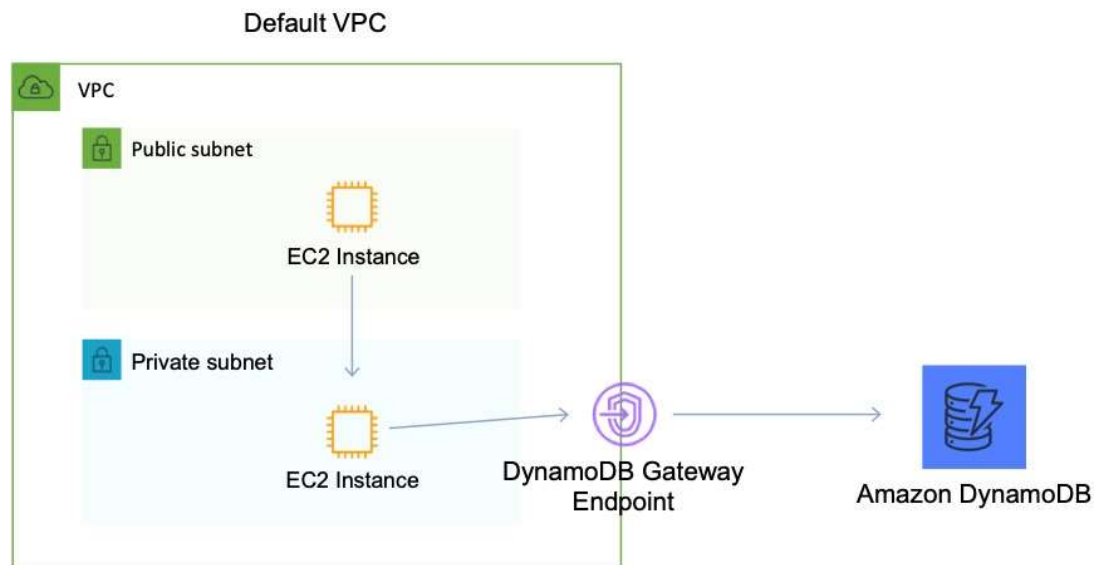 Default VPC
VPC
Public subnet
EC2 Instance
Private subnet
EC2 Instance
DynamoDB Gateway
Endpoint
Amazon DynamoDB